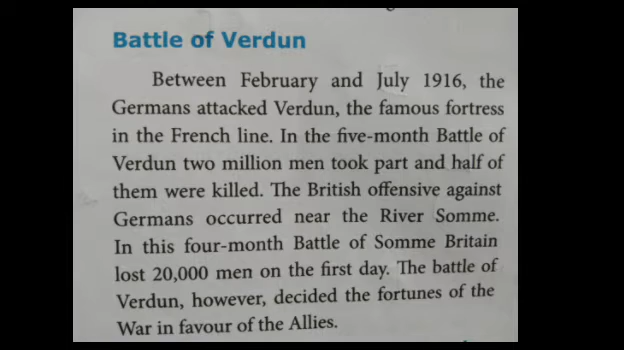 Battle of Verdun
Between February and July 1916, the
Germans attacked Verdun, the famous fortress
in the French line. In the five-month Battle of
Verdun two million men took part and half of
them were killed. The British offensive against
Germans occurred near the River Somme.
In this four-month Battle of Somme Britain
lost 20,000 men on the first day. The battle of
Verdun, however, decided the fortunes of the
War in favour of the Allies.